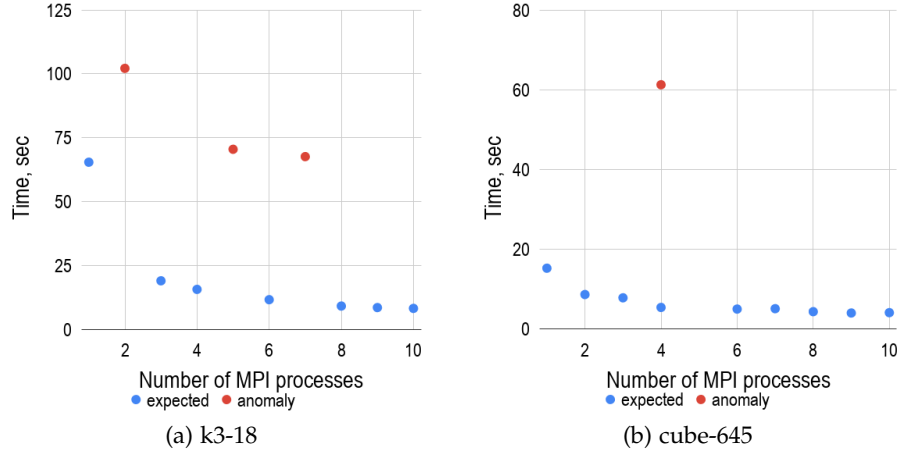 125
100
75
50
25
0
Time, sec
2 4 6 8 10
Number of MPI processes
expected anomaly
(a) k3-18
80
60
40
20
0
Time, sec
2 4 6 8 10
Number of MPI processes
expected anomaly
(b) cube-645